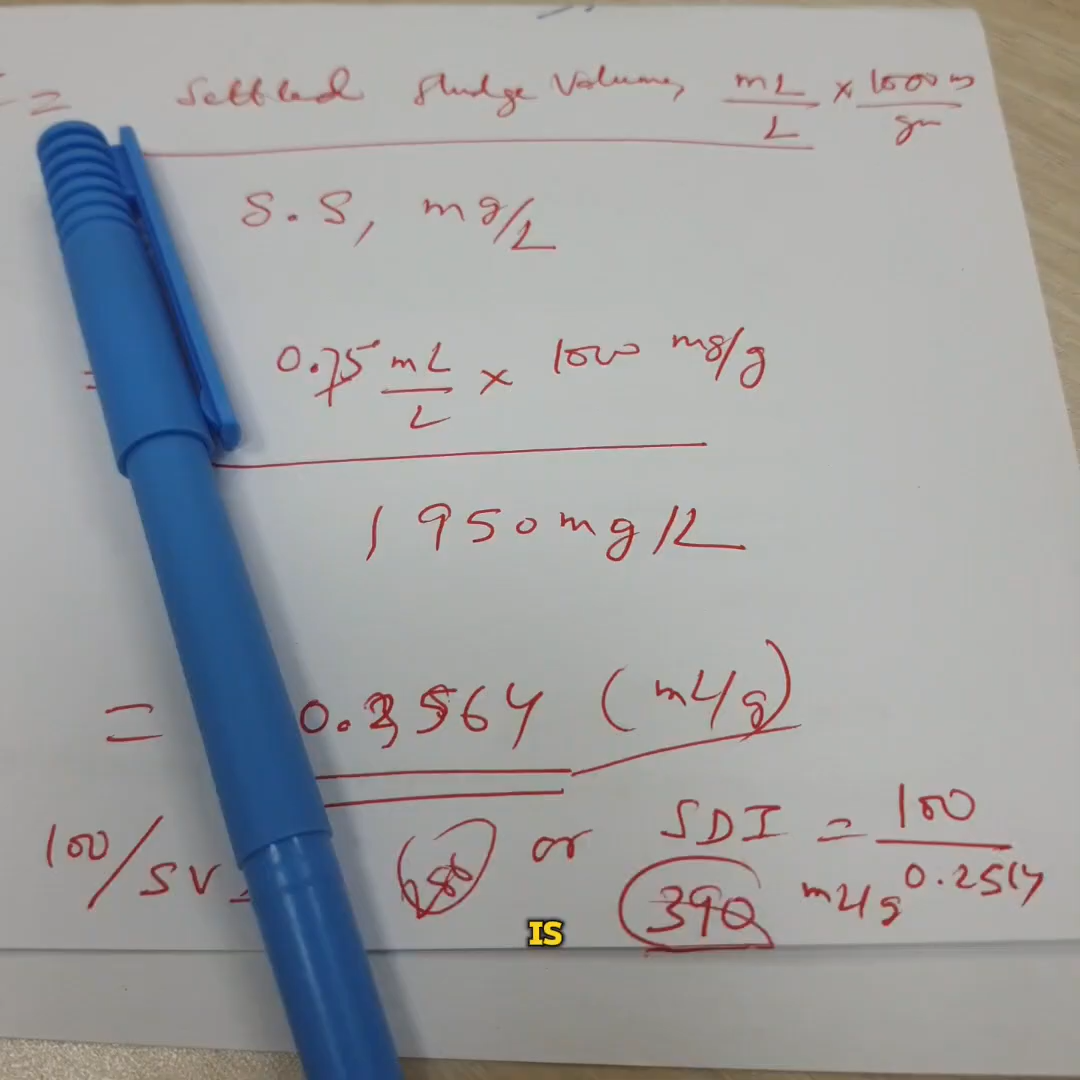 = Settled Sludge Volume, mL/L × 1000 m/gm
S.S, mg/L
= 0.75 mL/L × 1000 mg/g
1950 mg/L
= 0.3564 (mL/g)
100/SV or SDI = 100/0.2564
390 mL/g
IS